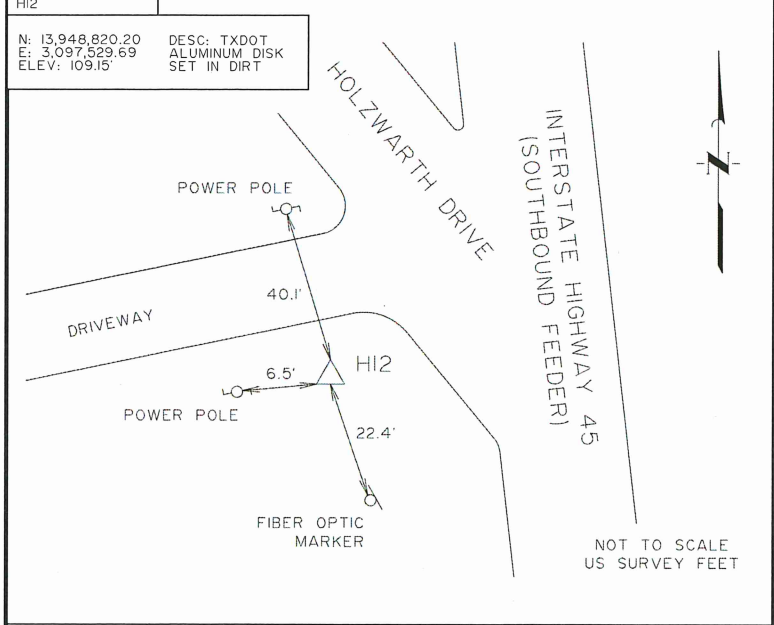 HI2
N: 13,948,820.20
E: 3,097,529.69
ELEV: 109.15'
DESC: TXDOT
ALUMINUM DISK
SET IN DIRT
HOLZWARTH DRIVE
INTERSTATE HIGHWAY 45
(SOUTHBOUND FEEDER)
N
POWER POLE
40.1'
DRIVEWAY
HI2
6.5'
POWER POLE
22.4'
FIBER OPTIC
MARKER
NOT TO SCALE
US SURVEY FEET